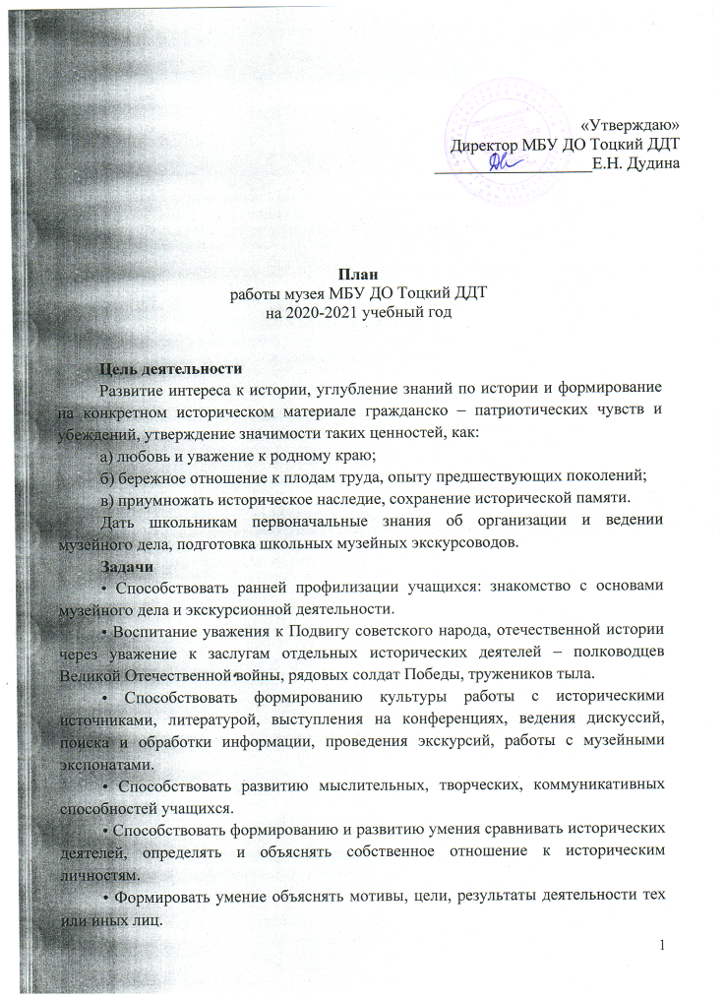 «Утверждаю»
Директор МБУ ДО Тоцкий ДДТ
____________________Е.Н. Дудина
План
работы музея МБУ ДО Тоцкий ДДТ
на 2020-2021 учебный год
Цель деятельности
Развитие интереса к истории, углубление знаний по истории и формирование
на конкретном историческом материале гражданско – патриотических чувств и
убеждений, утверждение значимости таких ценностей, как:
а) любовь и уважение к родному краю;
б) бережное отношение к плодам труда, опыту предшествующих поколений;
в) приумножать историческое наследие, сохранение исторической памяти.
Дать школьникам первоначальные знания об организации и ведении
музейного дела, подготовка школьных музейных экскурсоводов.
Задачи
• Способствовать ранней профилизации учащихся: знакомство с основами
музейного дела и экскурсионной деятельности.
• Воспитание уважения к Подвигу советского народа, отечественной истории
через уважение к заслугам отдельных исторических деятелей – полководцев
Великой Отечественной войны, рядовых солдат Победы, тружеников тыла.
• Способствовать формированию культуры работы с историческими
источниками, литературой, выступления на конференциях, ведения дискуссий,
поиска и обработки информации, проведения экскурсий, работы с музейными
экспонатами.
• Способствовать развитию мыслительных, творческих, коммуникативных
способностей учащихся.
• Способствовать формированию и развитию умения сравнивать исторических
деятелей, определять и объяснять собственное отношение к историческим
личностям.
• Формировать умение объяснять мотивы, цели, результаты деятельности тех
или иных лиц.
1